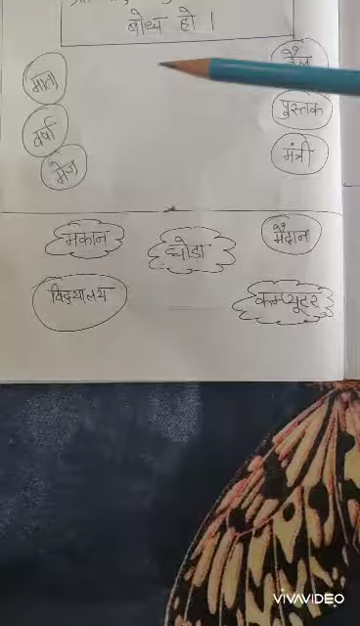 बोध हो ।
माता
वर्षा
मेज
पुस्तक
मंत्री
मकान
घोड़ा
मैदान
विद्यालय
कम्प्यूटर
VIVAVIDEO